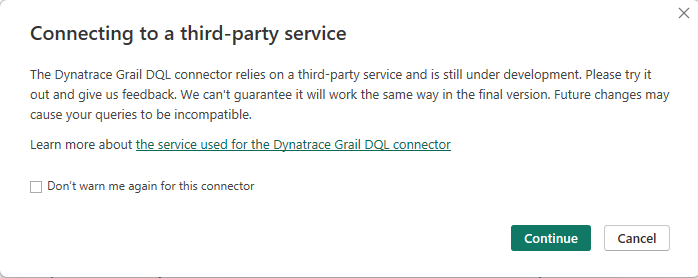 Connecting to a third-party service
The Dynatrace Grail DQL connector relies on a third-party service and is still under development. Please try it
out and give us feedback. We can't guarantee it will work the same way in the final version. Future changes may
cause your queries to be incompatible.
Learn more about the service used for the Dynatrace Grail DQL connector
Don't warn me again for this connector
Continue Cancel